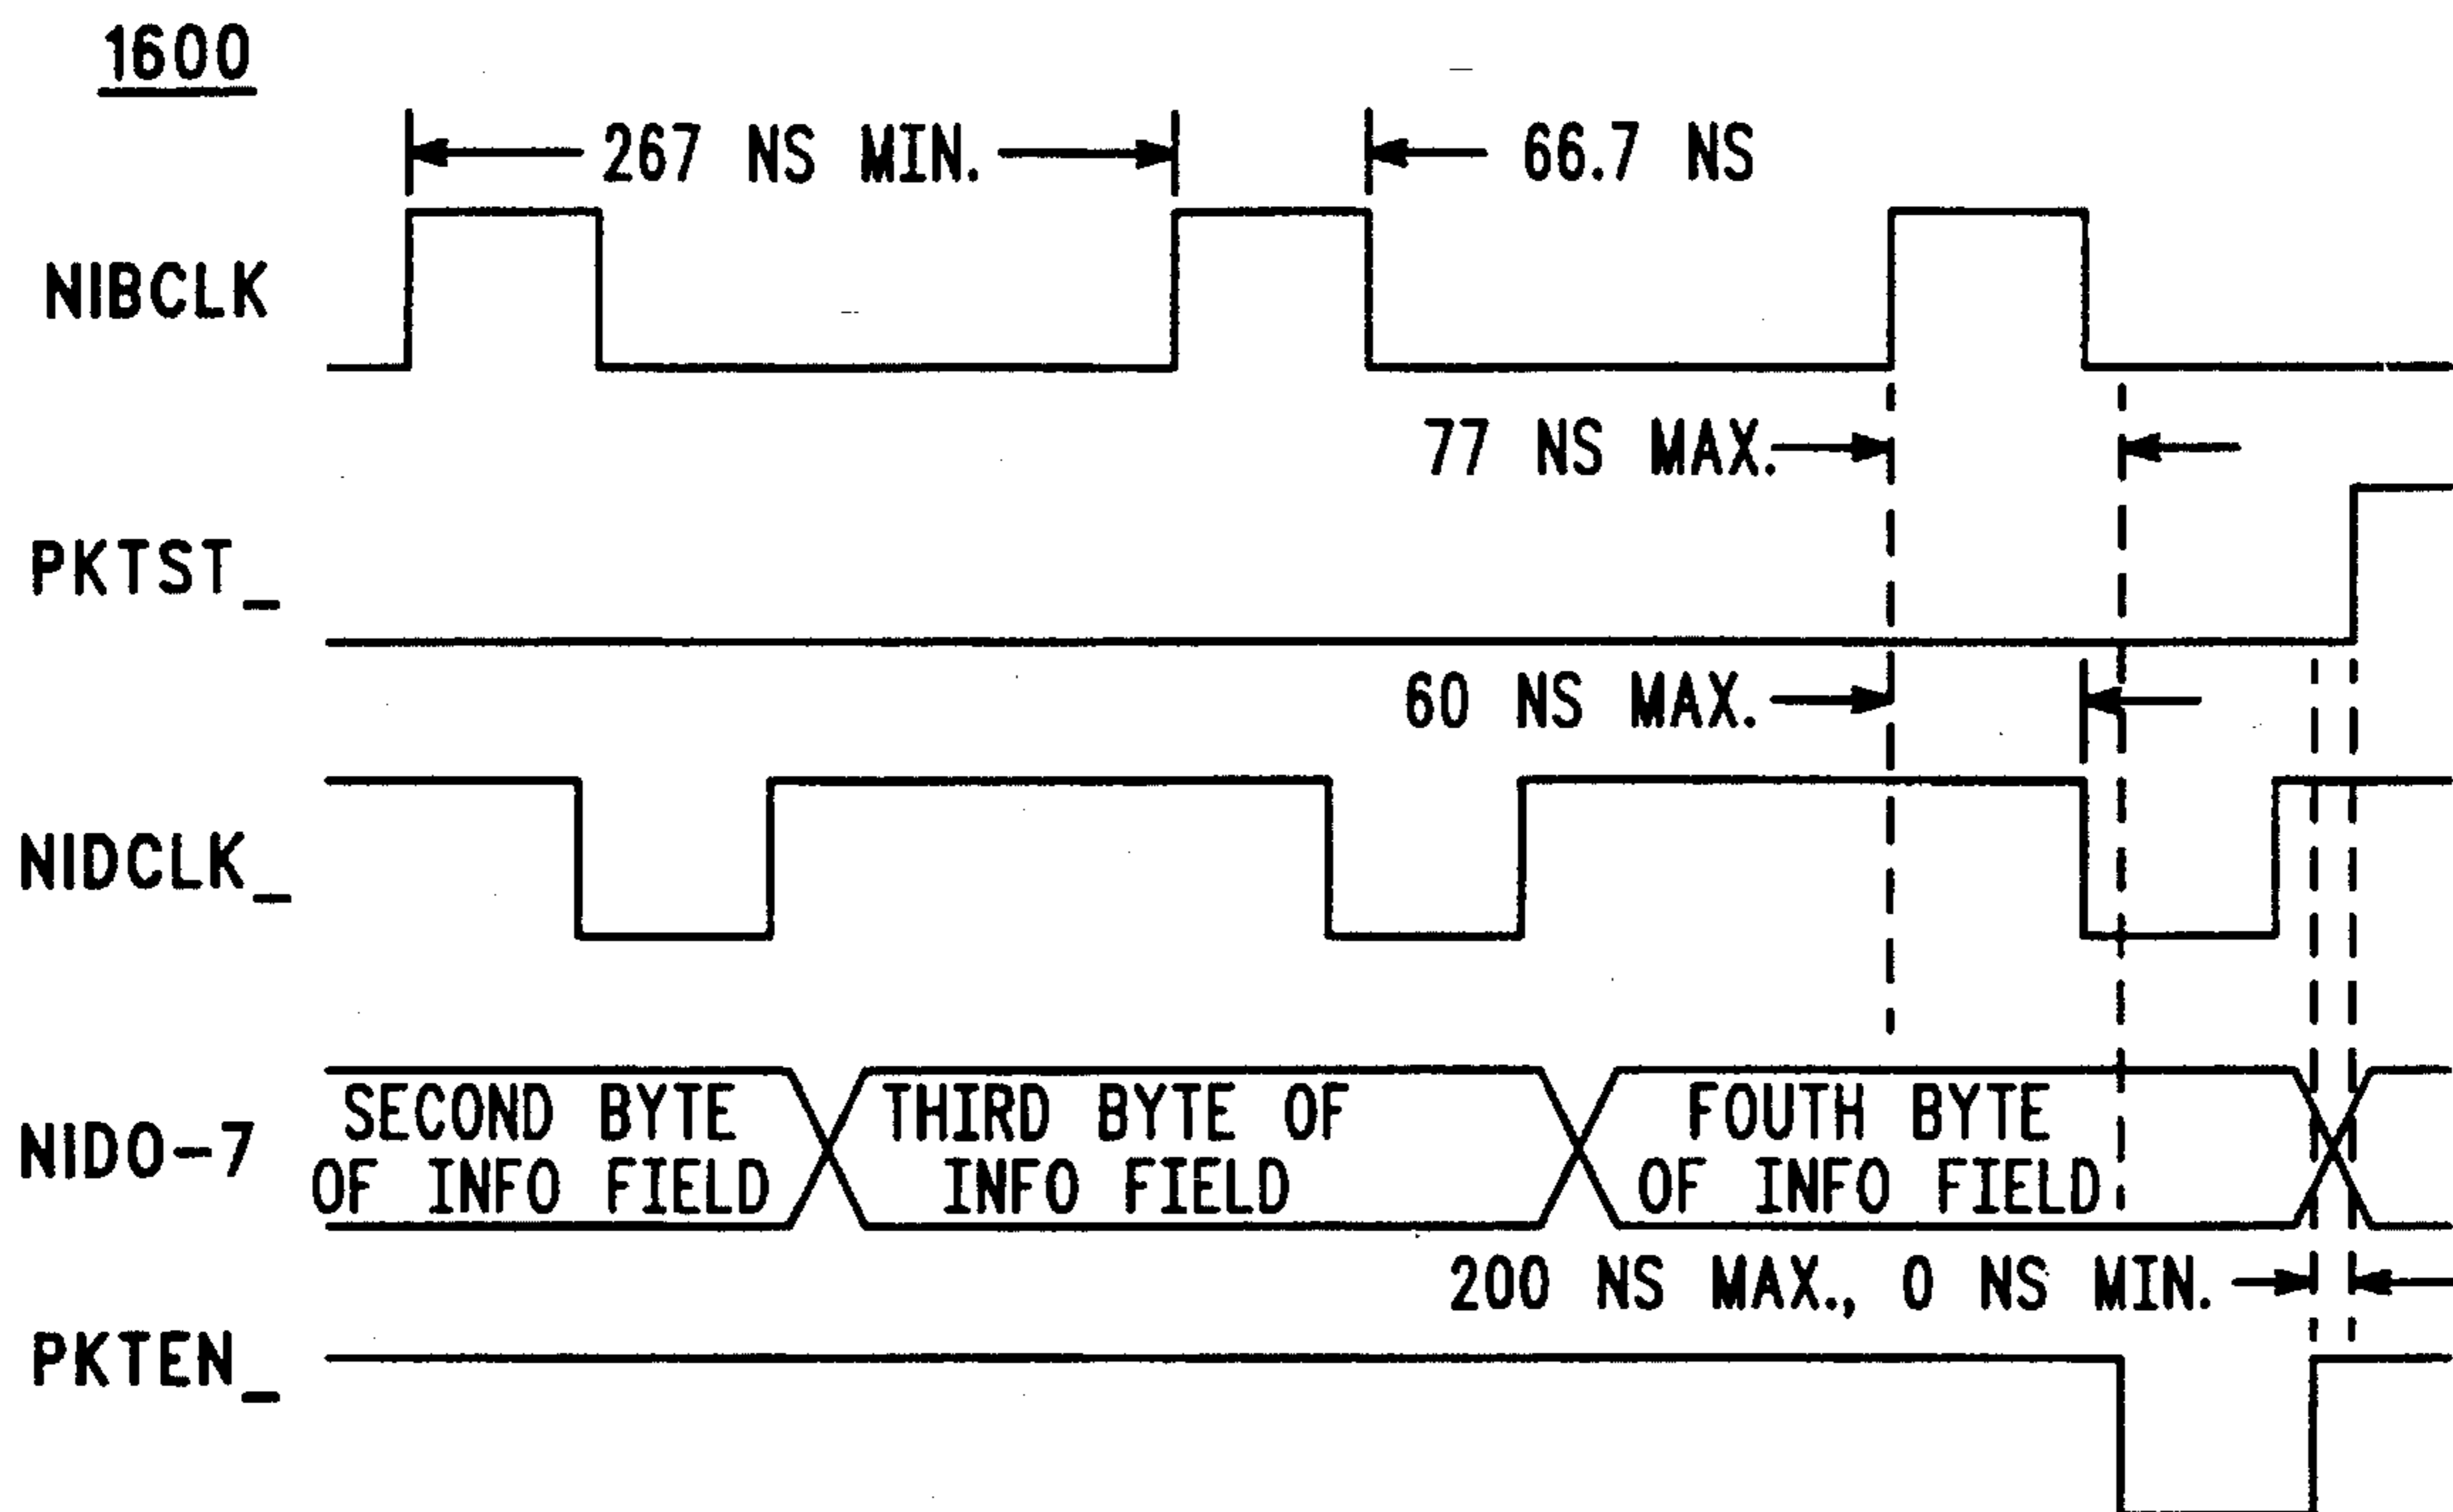 1600
267 NS MIN.
66.7 NS
NIBCLK
77 NS MAX.
PKTST_
60 NS MAX.
NIDCLK_
NIDO-7
SECOND BYTE
OF INFO FIELD
THIRD BYTE OF
INFO FIELD
FOUTH BYTE
OF INFO FIELD
200 NS MAX., 0 NS MIN.
PKTEN_